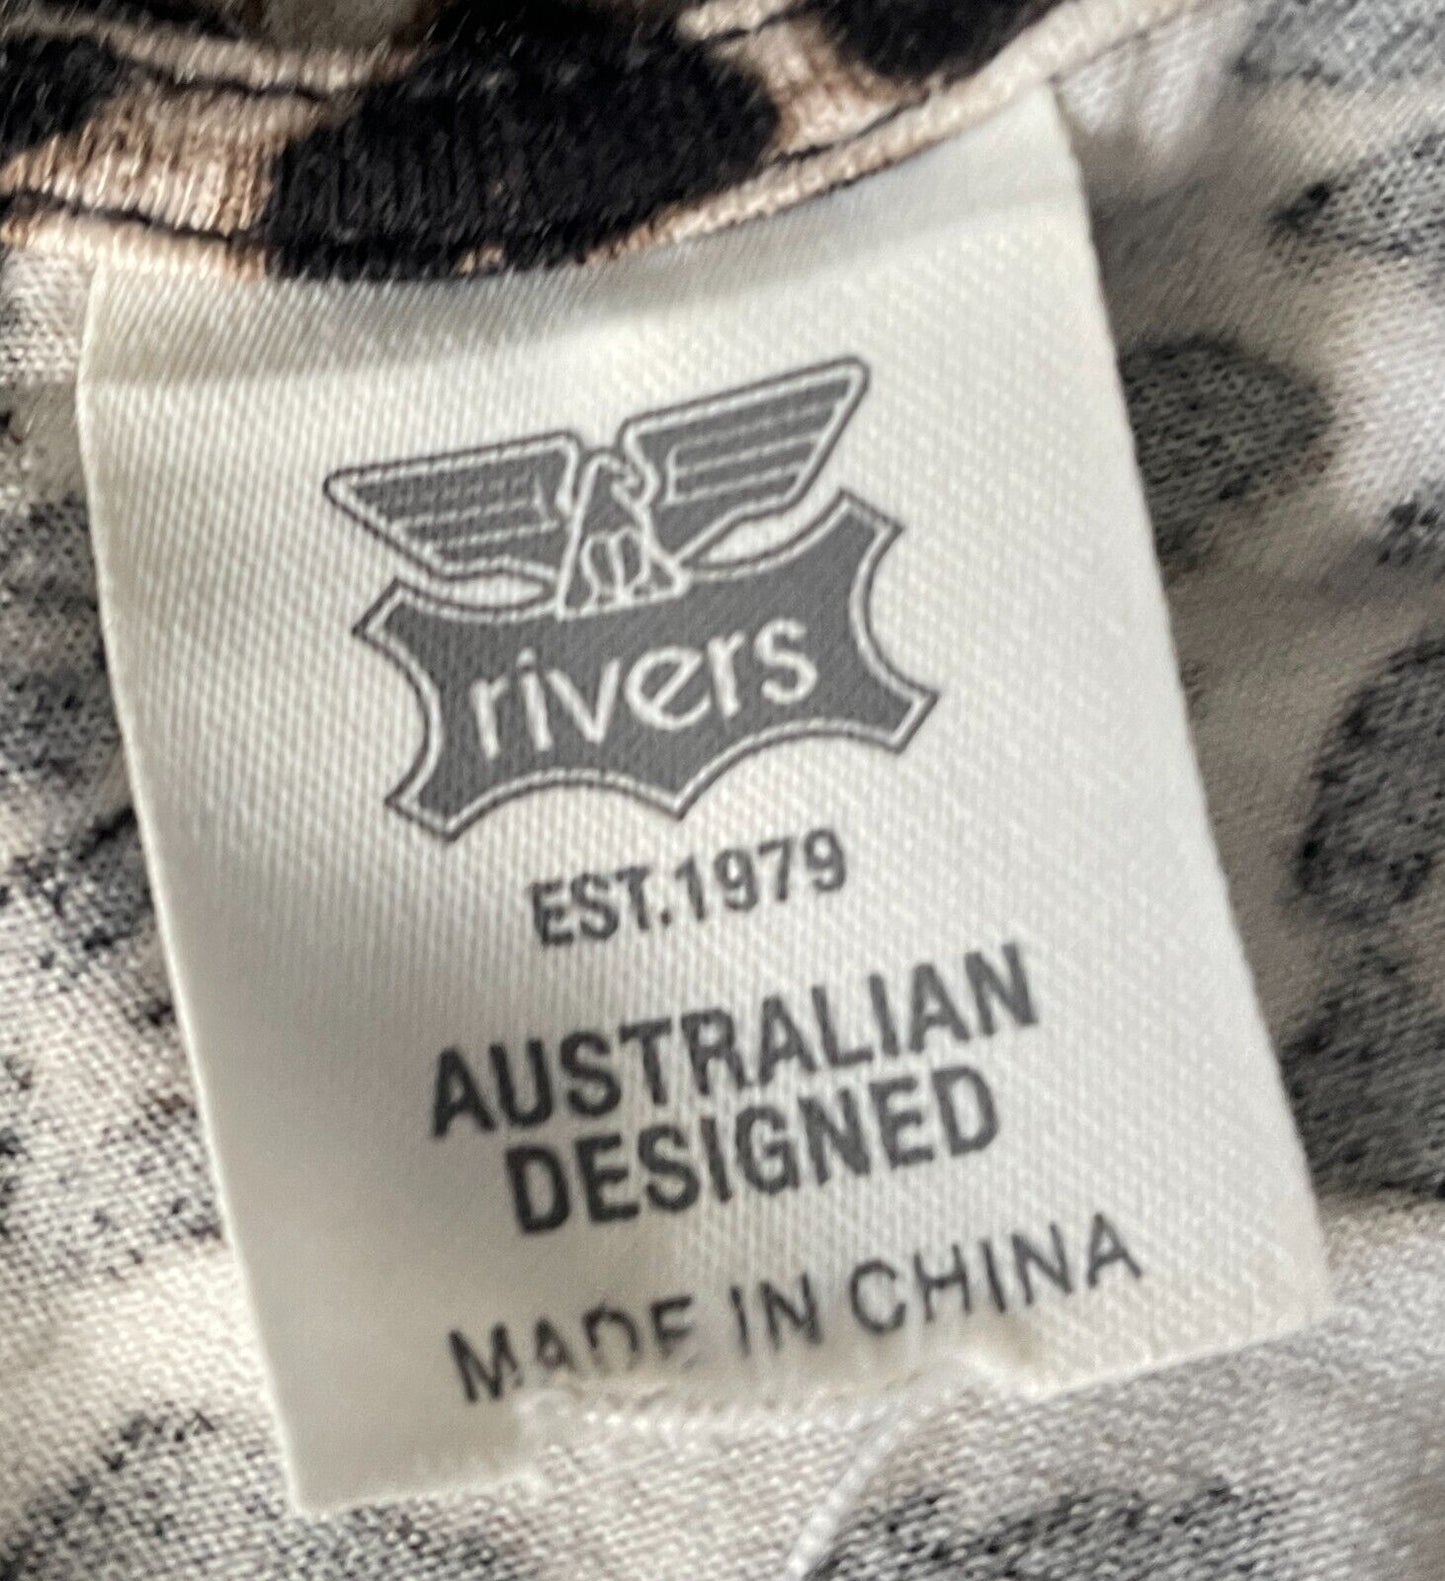 rivers
EST.1979
AUSTRALIAN
DESIGNED
MADE IN CHINA